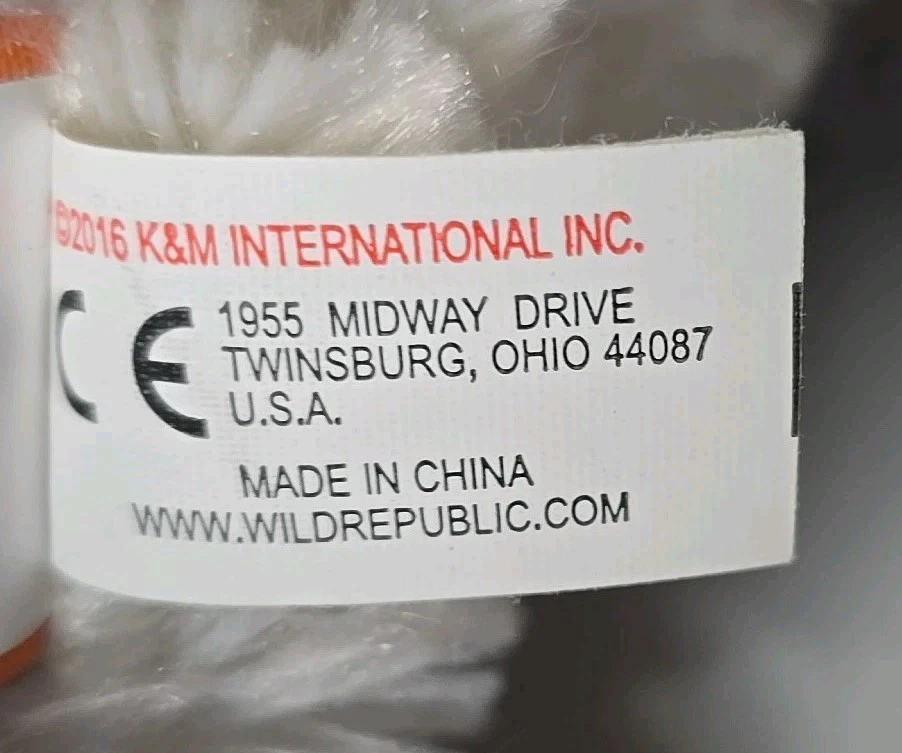 ©2016 K&M INTERNATIONAL INC.
CE
1955 MIDWAY DRIVE
TWINSBURG, OHIO 44087
U.S.A.
MADE IN CHINA
WWW.WILDREPUBLIC.COM